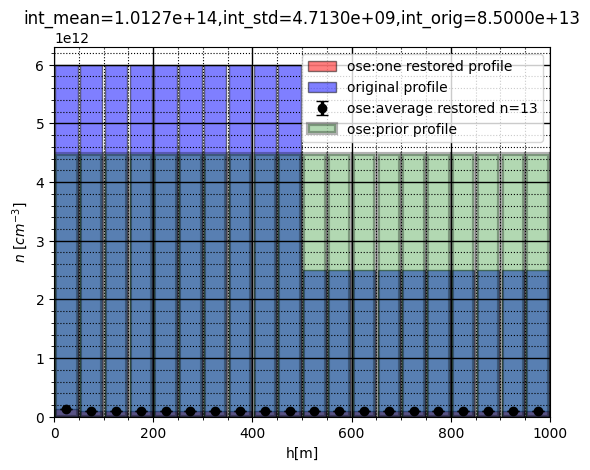 int_mean=1.0127e+14,int_std=4.7130e+09,int_orig=8.5000e+13
1e12
ose:one restored profile
original profile
ose:average restored n=13
ose:prior profile
6
5
4
3
2
1
0
n [cm⁻³]
0 200 400 600 800 1000
h[m]